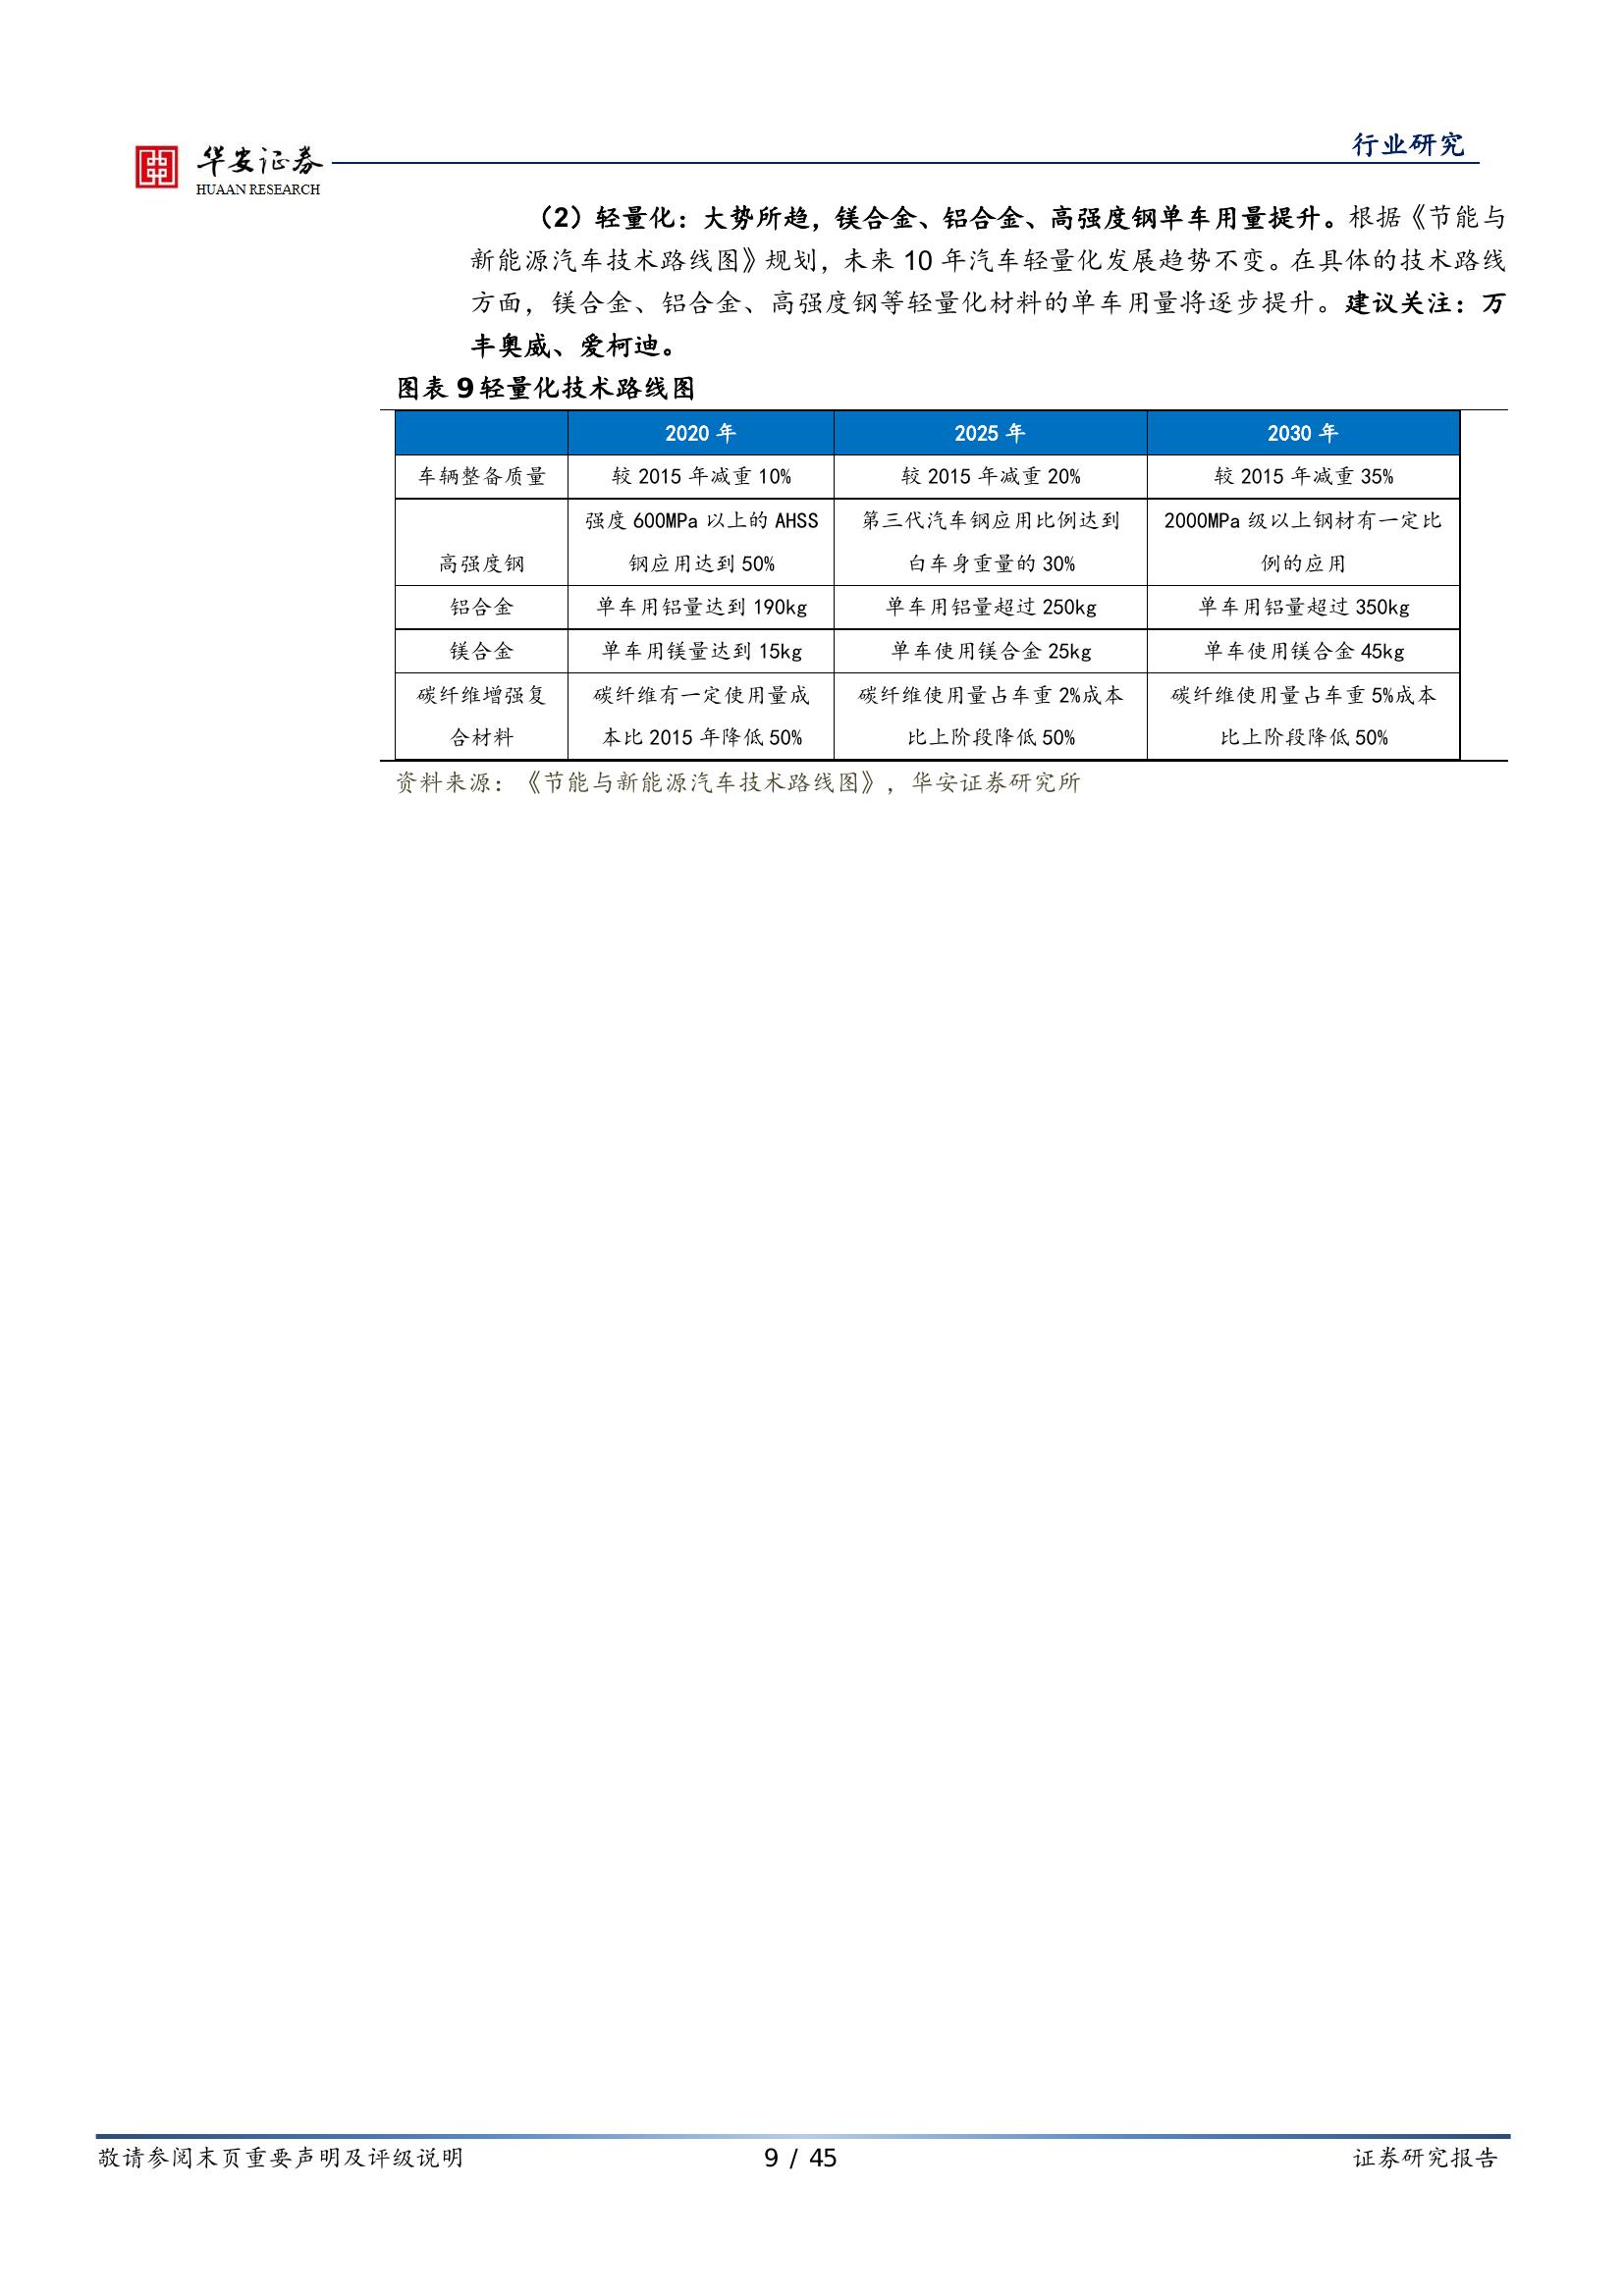 行业研究
华安证券
HUAAN RESEARCH
（2）轻量化：大势所趋，镁合金、铝合金、高强度钢单车用量提升。根据《节能与
新能源汽车技术路线图》规划，未来 10 年汽车轻量化发展趋势不变。在具体的技术路线
方面，镁合金、铝合金、高强度钢等轻量化材料的单车用量将逐步提升。建议关注：万
丰奥威、爱柯迪。
图表 9 轻量化技术路线图
2020 年 2025 年 2030 年
车辆整备质量 较 2015 年减重 10% 较 2015 年减重 20% 较 2015 年减重 35%
强度 600MPa 以上的 AHSS 第三代汽车钢应用比例达到 2000MPa 级以上钢材有一定比
高强度钢 钢应用达到 50% 白车身重量的 30% 例的应用
铝合金 单车用铝量达到 190kg 单车用铝量超过 250kg 单车用铝量超过 350kg
镁合金 单车用镁量达到 15kg 单车使用镁合金 25kg 单车使用镁合金 45kg
碳纤维增强复 碳纤维有一定使用量成 碳纤维使用量占车重 2%成本 碳纤维使用量占车重 5%成本
合材料 本比 2015 年降低 50% 比上阶段降低 50% 比上阶段降低 50%
资料来源：《节能与新能源汽车技术路线图》，华安证券研究所
敬请参阅末页重要声明及评级说明 9 / 45 证券研究报告